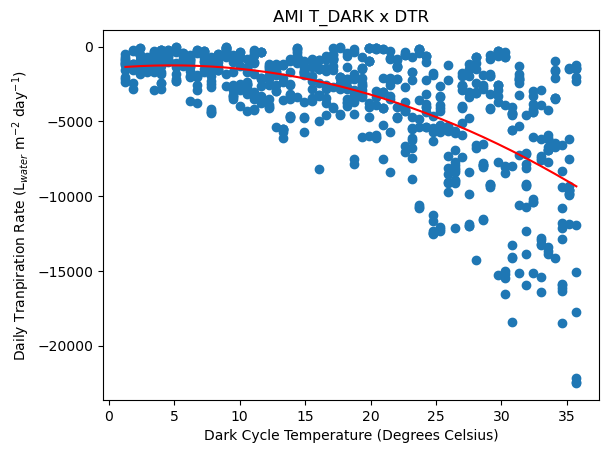 AMI T_DARK x DTR
Daily Tranpiration Rate (L_water m⁻² day⁻¹)
0
−5000
−10000
−15000
−20000
0 5 10 15 20 25 30 35
Dark Cycle Temperature (Degrees Celsius)